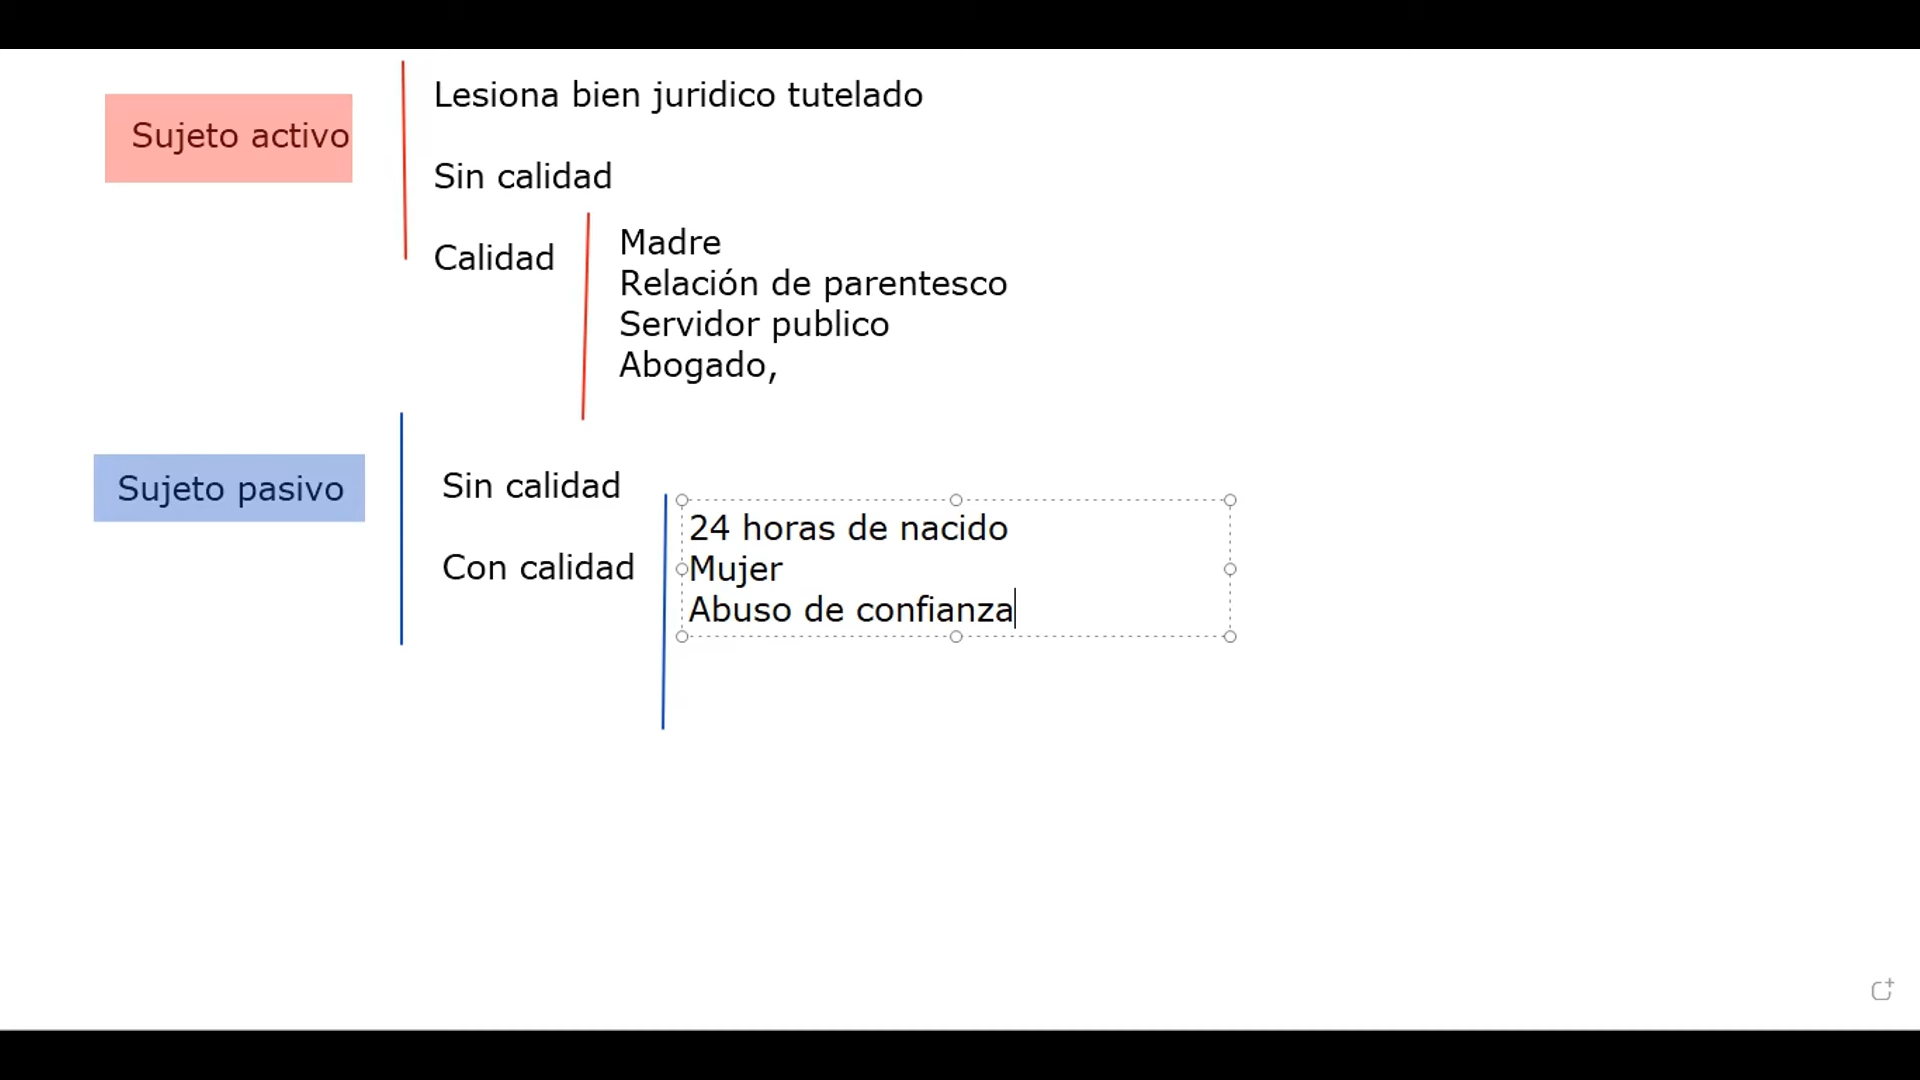 Sujeto activo
Lesiona bien juridico tutelado
Sin calidad
Calidad
Madre
Relación de parentesco
Servidor publico
Abogado,
Sujeto pasivo
Sin calidad
Con calidad
24 horas de nacido
Mujer
Abuso de confianza